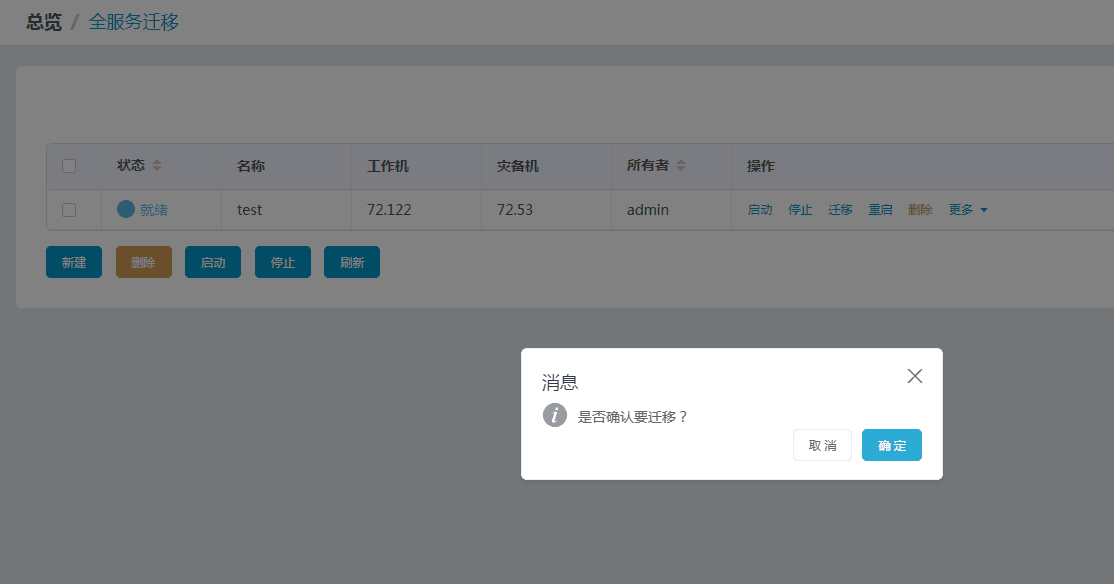 总览 / 全服务迁移
状态 名称 工作机 灾备机 所有者 操作
就绪 test 72.122 72.53 admin 启动 停止 迁移 重启 删除 更多
新建 删除 启动 停止 刷新
消息
是否确认要迁移？
取消 确定